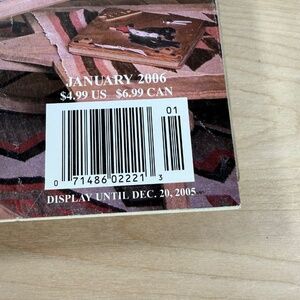 JANUARY 2006
$4.99 US $6.99 CAN
01
0 71486 02221 3
DISPLAY UNTIL DEC. 20, 2005